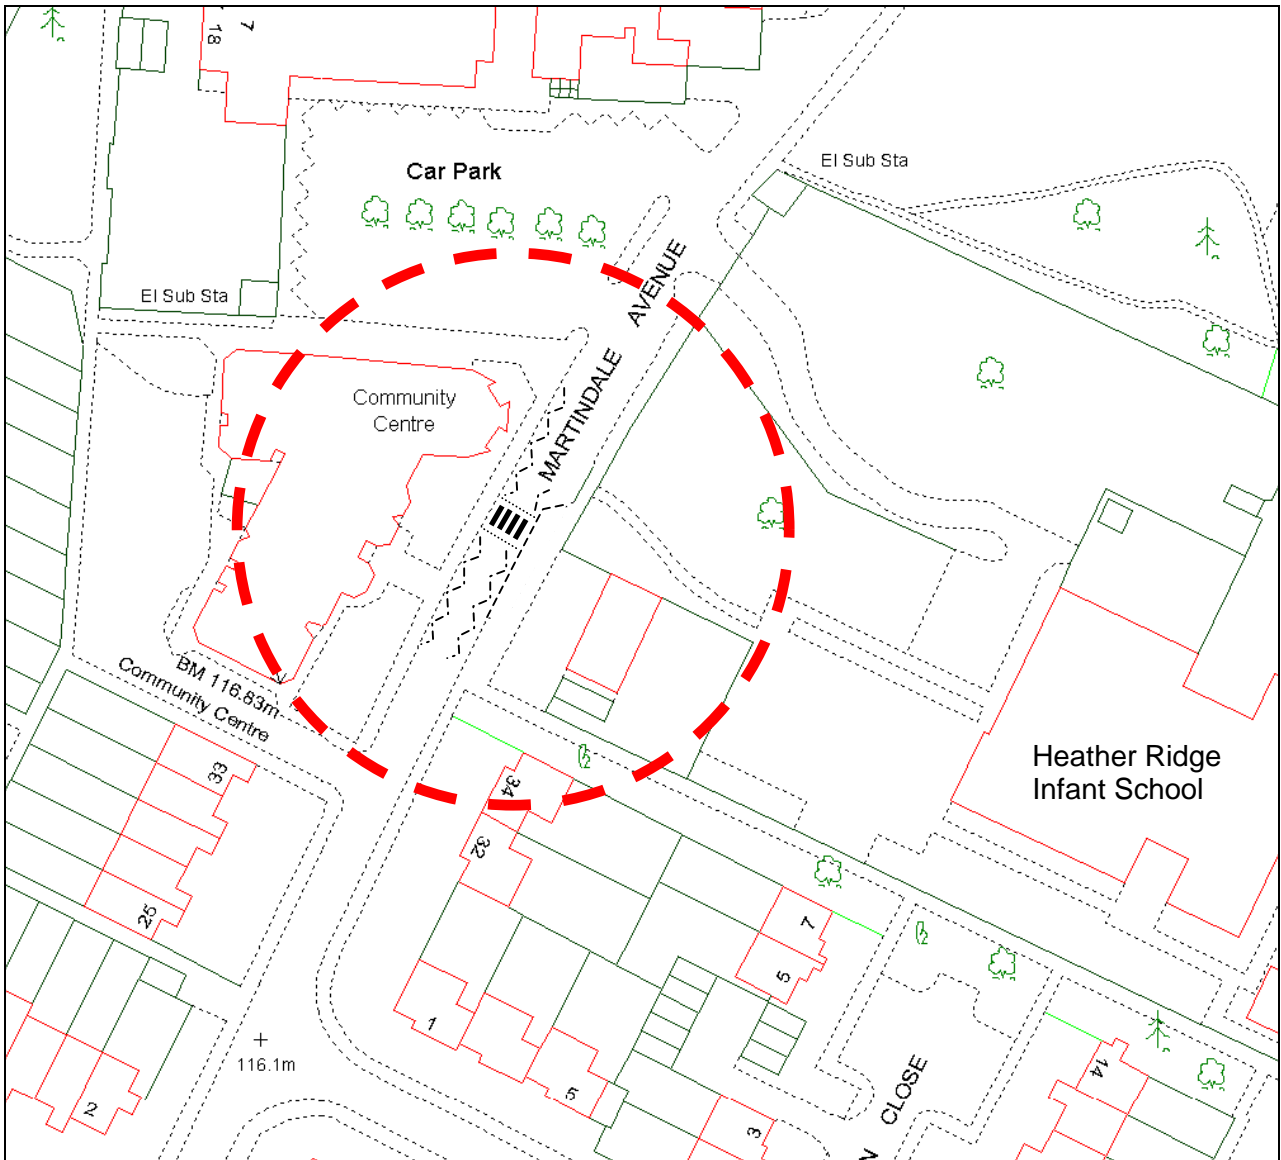 18
7
Car Park
El Sub Sta
El Sub Sta
MARTINDALE AVENUE
Community
Centre
BM 116.83m
Community Centre
33
25
34
32
Heather Ridge
Infant School
7
5
1
5
3
2
116.1m
14
CLOSE